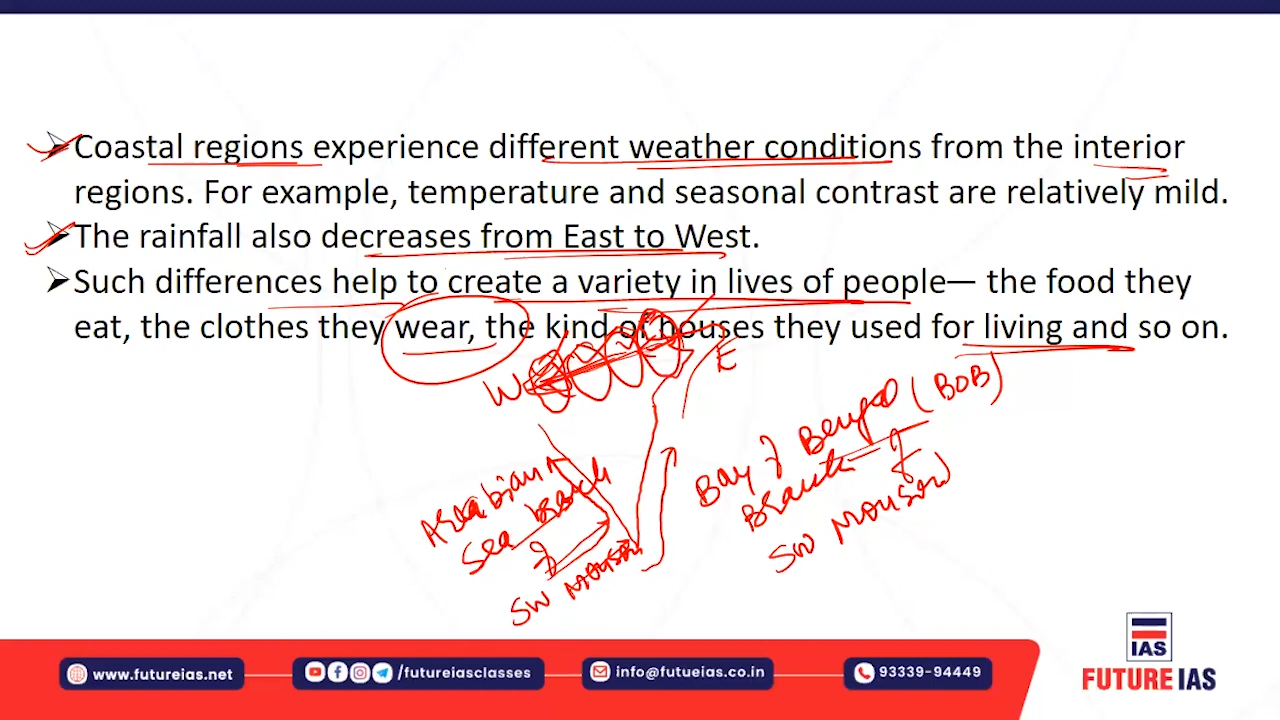 ➤Coastal regions experience different weather conditions from the interior
regions. For example, temperature and seasonal contrast are relatively mild.
➤The rainfall also decreases from East to West.
➤Such differences help to create a variety in lives of people— the food they
eat, the clothes they wear, the kind of houses they used for living and so on.
W
E
Arabian
Sea branch
of
SW Monsoon
Bay of Bengal (BOB)
Branch of
SW Monsoon
www.futureias.net
/futureiasclasses
info@futueias.co.in
93339-94449
IAS
FUTURE IAS